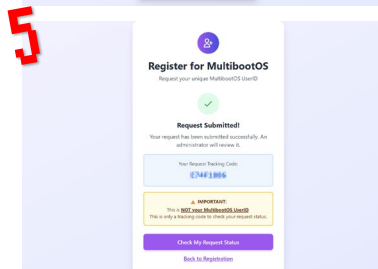 5
Register for MultibootOS
Request your unique MultibootOS UserID
Request Submitted!
Your request has been submitted successfully. An
administrator will review it.
Your Request Tracking Code:
IMPORTANT:
This is NOT your MultibootOS UserID
This is only a tracking code to check your request status.
Check My Request Status
Back to Registration